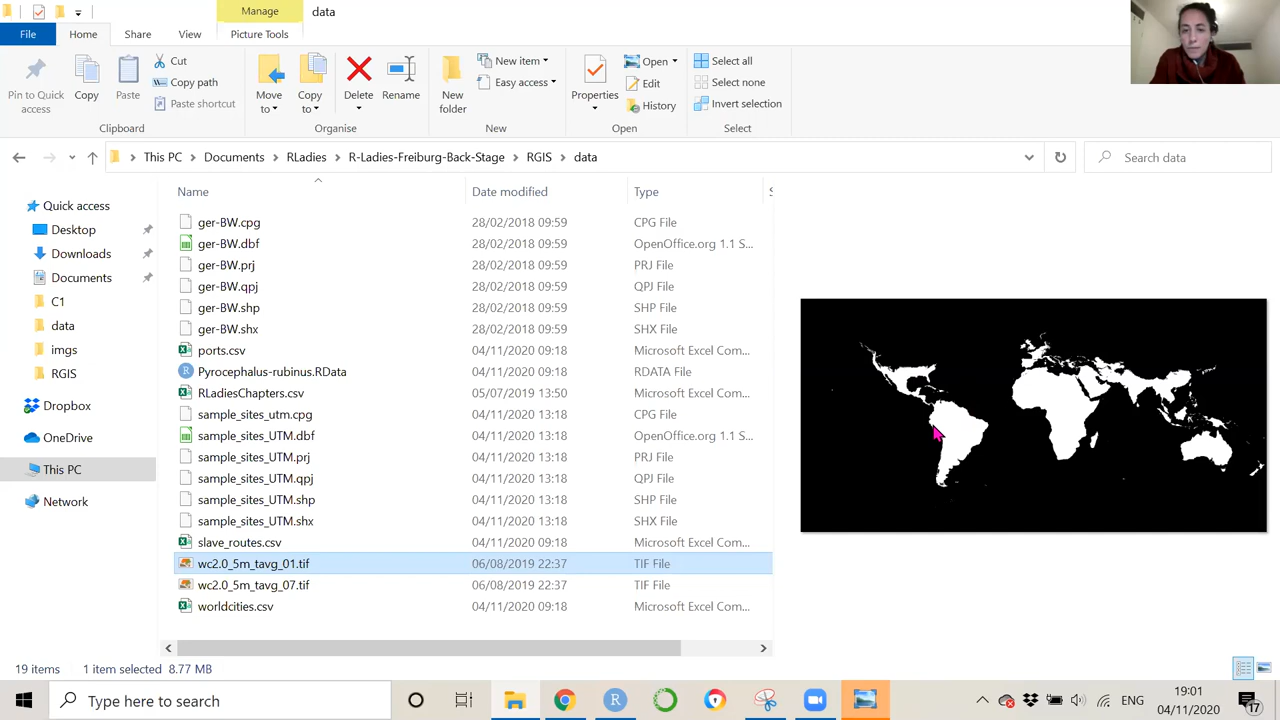 Manage
data
File
Home
Share
View
Picture Tools
Pin to Quick access
Copy
Paste
Cut
Copy path
Paste shortcut
Clipboard
Move to
Copy to
Delete
Rename
Organise
New folder
New item
Easy access
New
Properties
Open
Edit
History
Open
Select all
Select none
Invert selection
Select
This PC
Documents
RLadies
R-Ladies-Freiburg-Back-Stage
RGIS
data
Search data
Name
Date modified
Type
S
Quick access
Desktop
Downloads
Documents
C1
data
imgs
RGIS
Dropbox
OneDrive
This PC
Network
ger-BW.cpg 28/02/2018 09:59 CPG File
ger-BW.dbf 28/02/2018 09:59 OpenOffice.org 1.1 S...
ger-BW.prj 28/02/2018 09:59 PRJ File
ger-BW.qpj 28/02/2018 09:59 QPJ File
ger-BW.shp 28/02/2018 09:59 SHP File
ger-BW.shx 28/02/2018 09:59 SHX File
ports.csv 04/11/2020 09:18 Microsoft Excel Com...
Pyrocephalus-rubinus.RData 04/11/2020 09:18 RDATA File
RLadiesChapters.csv 05/07/2019 13:50 Microsoft Excel Com...
sample_sites_utm.cpg 04/11/2020 13:18 CPG File
sample_sites_UTM.dbf 04/11/2020 13:18 OpenOffice.org 1.1 S...
sample_sites_UTM.prj 04/11/2020 13:18 PRJ File
sample_sites_UTM.qpj 04/11/2020 13:18 QPJ File
sample_sites_UTM.shp 04/11/2020 13:18 SHP File
sample_sites_UTM.shx 04/11/2020 13:18 SHX File
slave_routes.csv 04/11/2020 09:18 Microsoft Excel Com...
wc2.0_5m_tavg_01.tif 06/08/2019 22:37 TIF File
wc2.0_5m_tavg_07.tif 06/08/2019 22:37 TIF File
worldcities.csv 04/11/2020 09:18 Microsoft Excel Com...
19 items 1 item selected 8.77 MB
Type here to search
ENG
19:01
04/11/2020
17